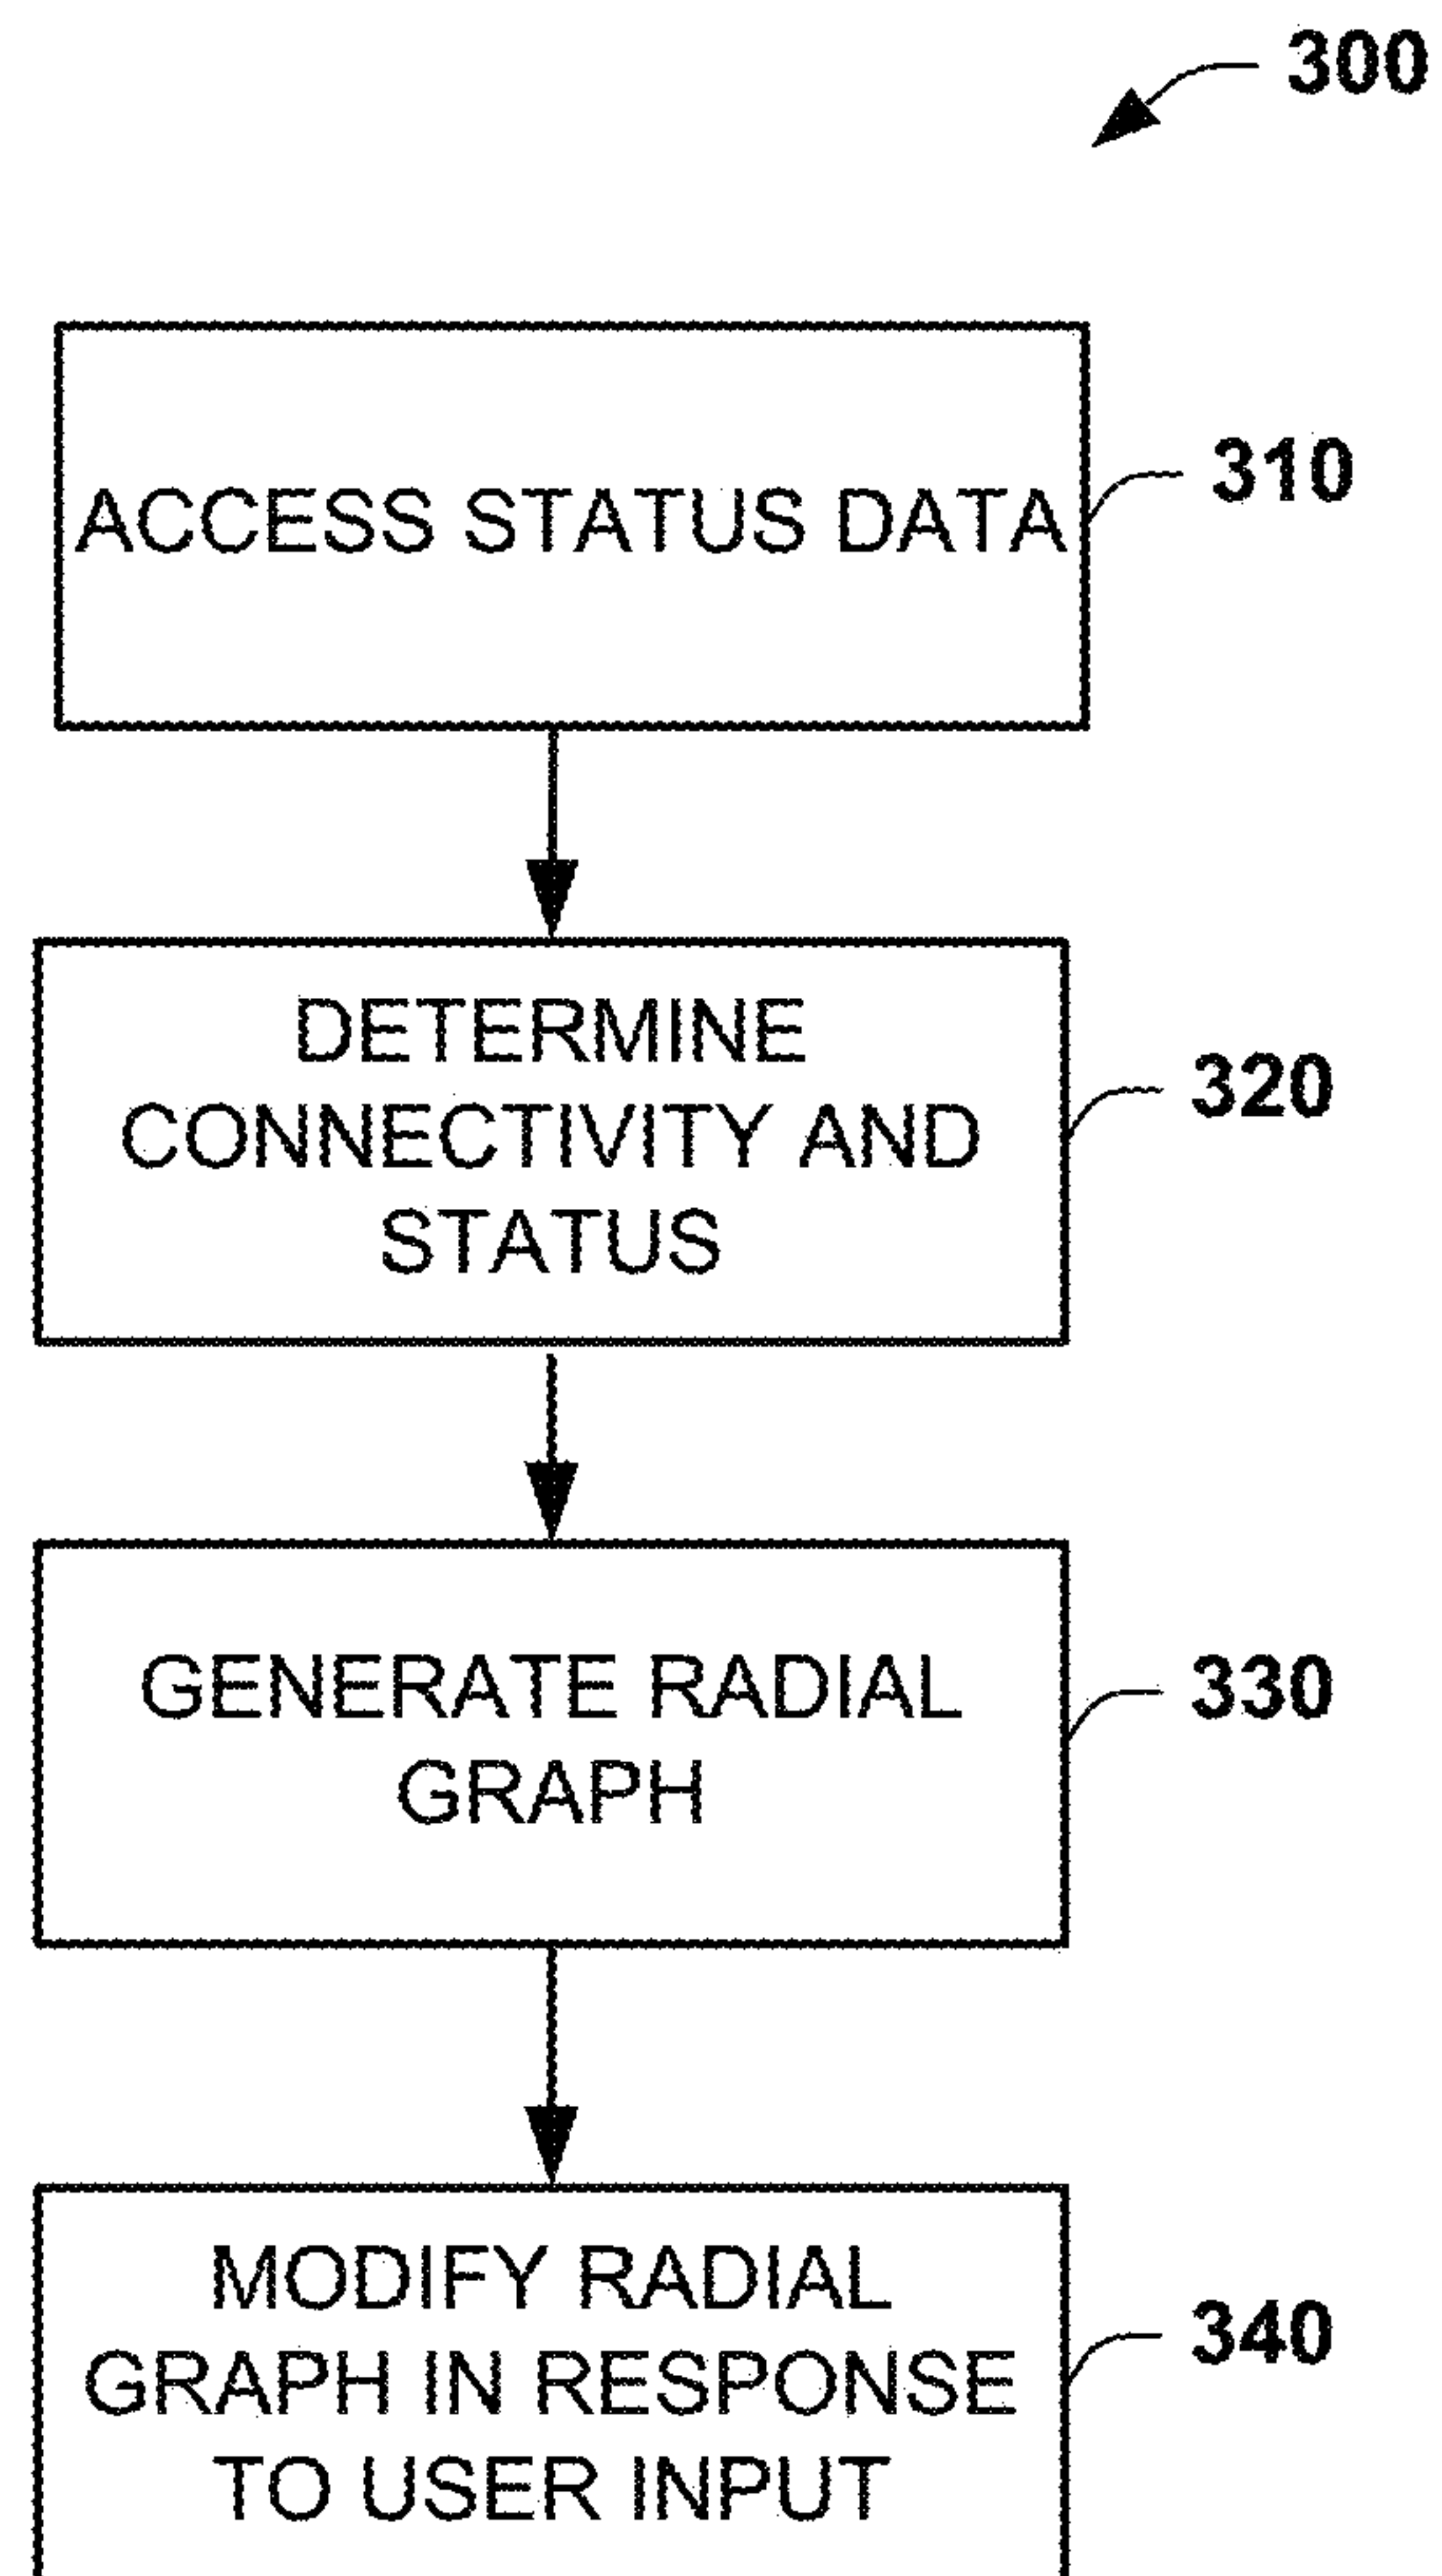 300
ACCESS STATUS DATA
310
DETERMINE
CONNECTIVITY AND
STATUS
320
GENERATE RADIAL
GRAPH
330
MODIFY RADIAL
GRAPH IN RESPONSE
TO USER INPUT
340